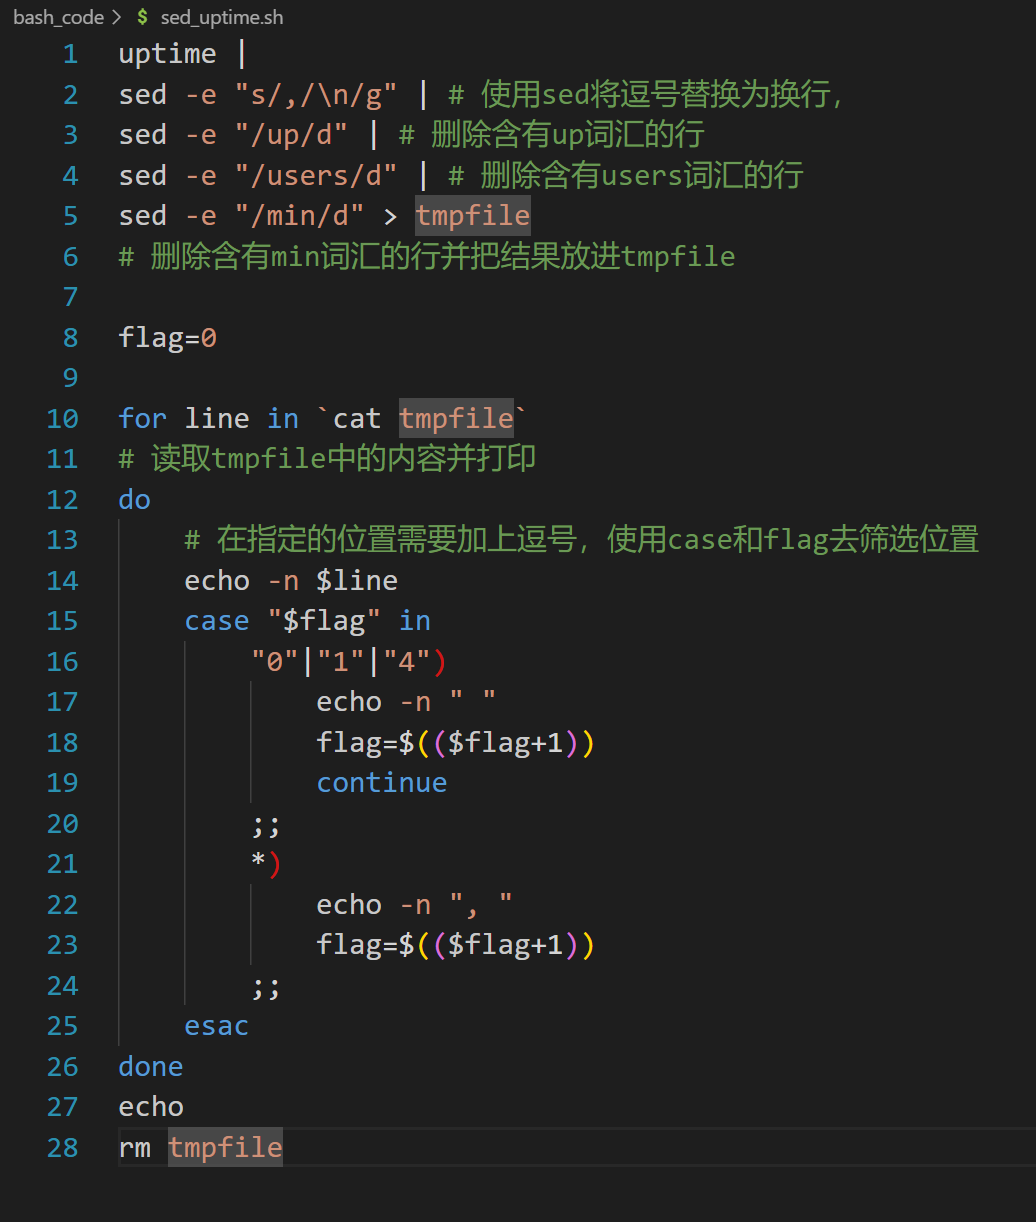 bash_code > $ sed_uptime.sh
1 uptime |
2 sed -e "s/,/\n/g" | # 使用sed将逗号替换为换行,
3 sed -e "/up/d" | # 删除含有up词汇的行
4 sed -e "/users/d" | # 删除含有users词汇的行
5 sed -e "/min/d" > tmpfile
6 # 删除含有min词汇的行并把结果放进tmpfile
7
8 flag=0
9
10 for line in `cat tmpfile`
11 # 读取tmpfile中的内容并打印
12 do
13     # 在指定的位置需要加上逗号，使用case和flag去筛选位置
14     echo -n $line
15     case "$flag" in
16         "0"|"1"|"4")
17             echo -n " "
18             flag=$(($flag+1))
19             continue
20         ;;
21         *)
22             echo -n ", "
23             flag=$(($flag+1))
24         ;;
25     esac
26 done
27 echo
28 rm tmpfile